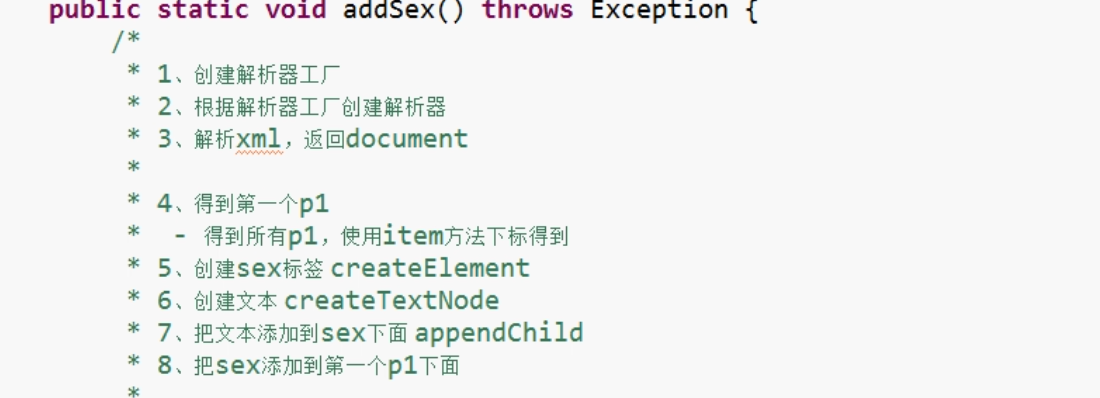 public static void addSex() throws Exception {
/*
* 1、创建解析器工厂
* 2、根据解析器工厂创建解析器
* 3、解析xml，返回document
*
* 4、得到第一个p1
* - 得到所有p1，使用item方法下标得到
* 5、创建sex标签 createElement
* 6、创建文本 createTextNode
* 7、把文本添加到sex下面 appendChild
* 8、把sex添加到第一个p1下面
*